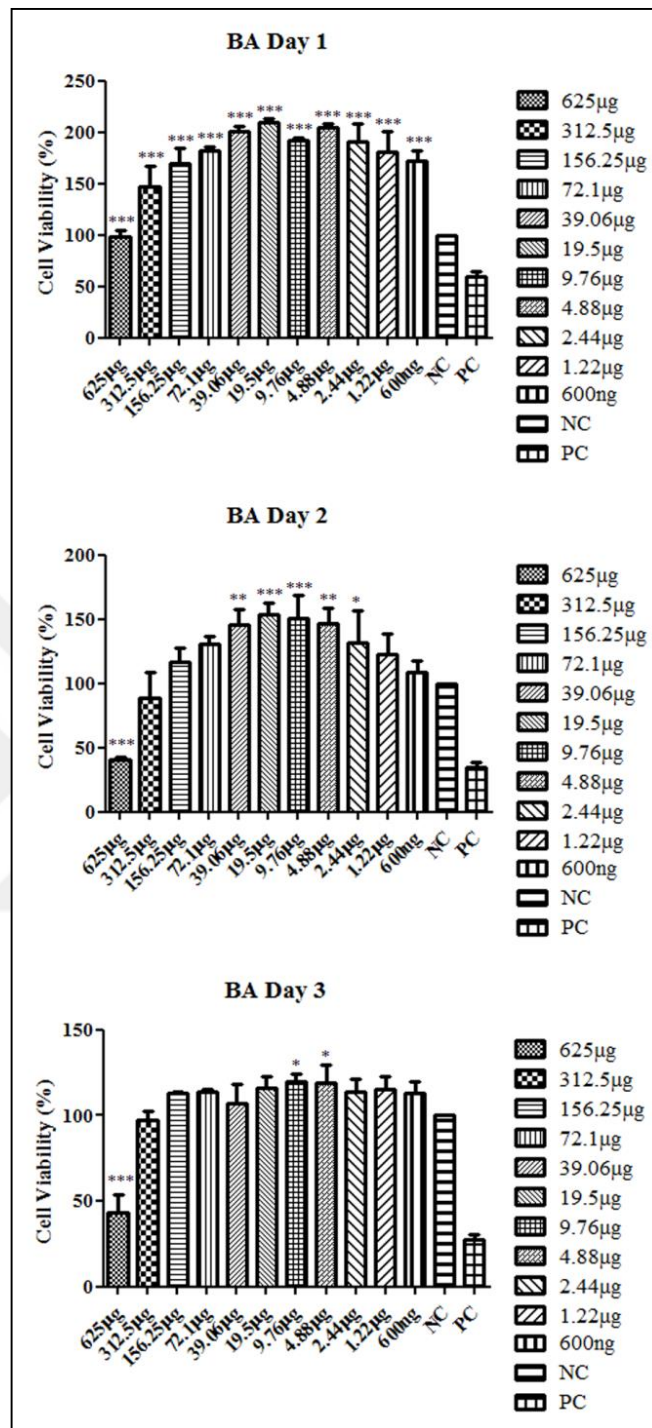 BA Day 1
Cell Viability (%)
250
200
150
100
50
0
***
***
***
***
***
***
***
***
***
***
***
625µg
312.5µg
156.25µg
72.1µg
39.06µg
19.5µg
9.76µg
4.88µg
2.44µg
1.22µg
600ng
NC
PC
625µg
312.5µg
156.25µg
72.1µg
39.06µg
19.5µg
9.76µg
4.88µg
2.44µg
1.22µg
600ng
NC
PC
BA Day 2
Cell Viability (%)
200
150
100
50
0
***
**
***
***
**
*
625µg
312.5µg
156.25µg
72.1µg
39.06µg
19.5µg
9.76µg
4.88µg
2.44µg
1.22µg
600ng
NC
PC
625µg
312.5µg
156.25µg
72.1µg
39.06µg
19.5µg
9.76µg
4.88µg
2.44µg
1.22µg
600ng
NC
PC
BA Day 3
Cell Viability (%)
150
100
50
0
***
*
*
625µg
312.5µg
156.25µg
72.1µg
39.06µg
19.5µg
9.76µg
4.88µg
2.44µg
1.22µg
600ng
NC
PC
625µg
312.5µg
156.25µg
72.1µg
39.06µg
19.5µg
9.76µg
4.88µg
2.44µg
1.22µg
600ng
NC
PC